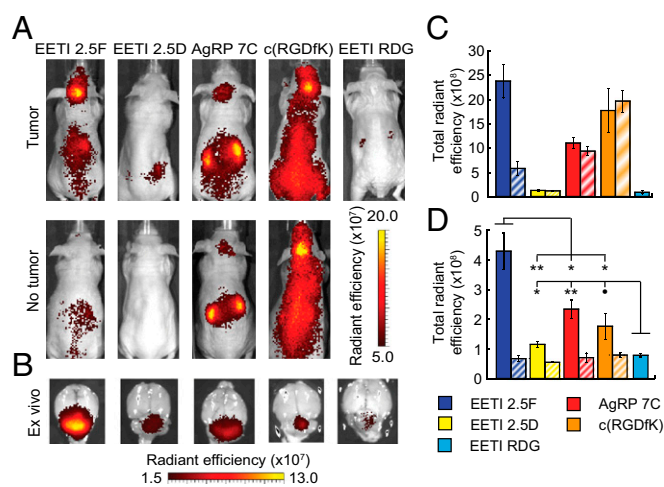 A
EETI 2.5F EETI 2.5D AgRP 7C c(RGDfK) EETI RDG
Tumor
No tumor
Radiant efficiency (x10⁷)
20.0
5.0
B
Ex vivo
Radiant efficiency (x10⁷)
1.5 13.0
C
Total radiant
efficiency (x10⁸)
30
25
20
15
10
5
0
D
Total radiant
efficiency (x10⁸)
5
4
3
2
1
0
** * *
* ** •
EETI 2.5F AgRP 7C
EETI 2.5D c(RGDfK)
EETI RDG